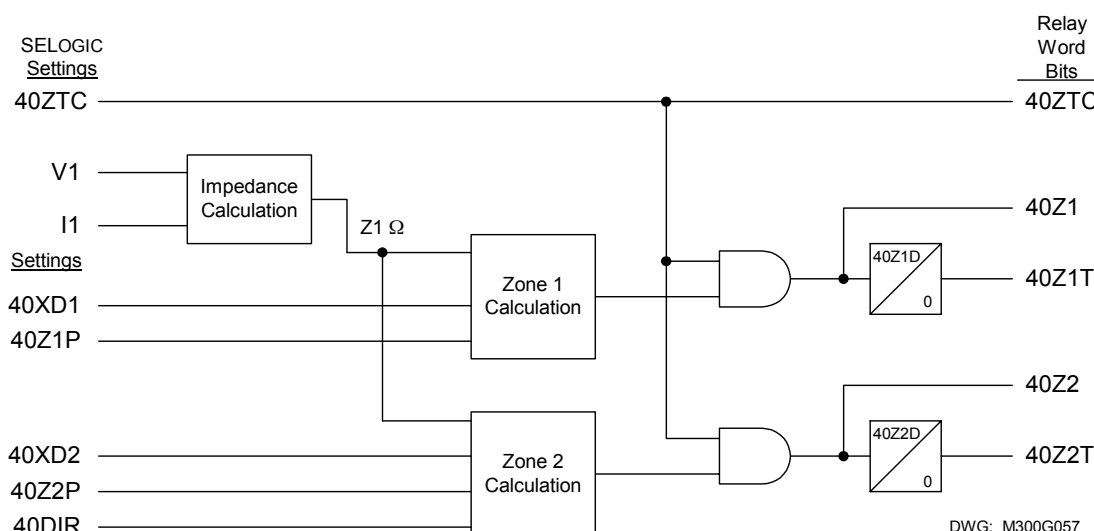 SELOGIC
Settings
Relay
Word
Bits
40ZTC
40ZTC
V1
I1
Impedance
Calculation
Z1 Ω
Settings
40XD1
40Z1P
Zone 1
Calculation
40Z1
40Z1D
0
40Z1T
40XD2
40Z2P
40DIR
Zone 2
Calculation
40Z2
40Z2D
0
40Z2T
DWG: M300G057